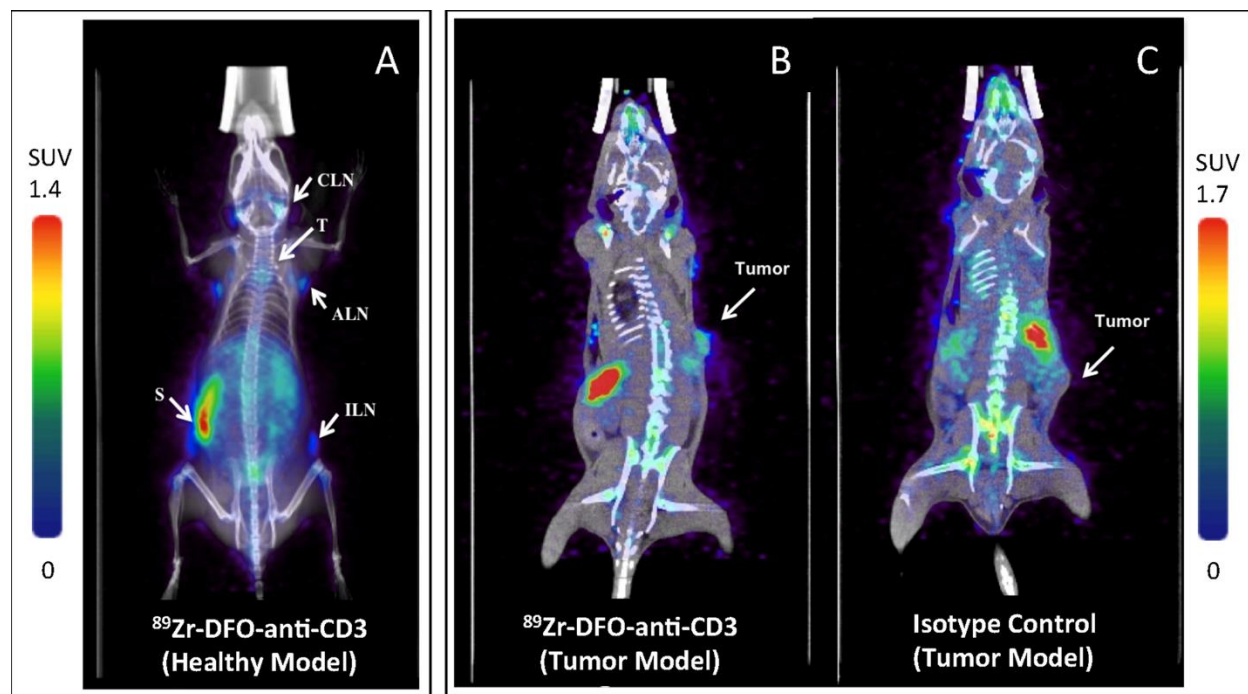 A
SUV
1.4
0
CLN
T
ALN
S
ILN
⁸⁹Zr-DFO-anti-CD3
(Healthy Model)
B
Tumor
⁸⁹Zr-DFO-anti-CD3
(Tumor Model)
C
Tumor
Isotype Control
(Tumor Model)
SUV
1.7
0